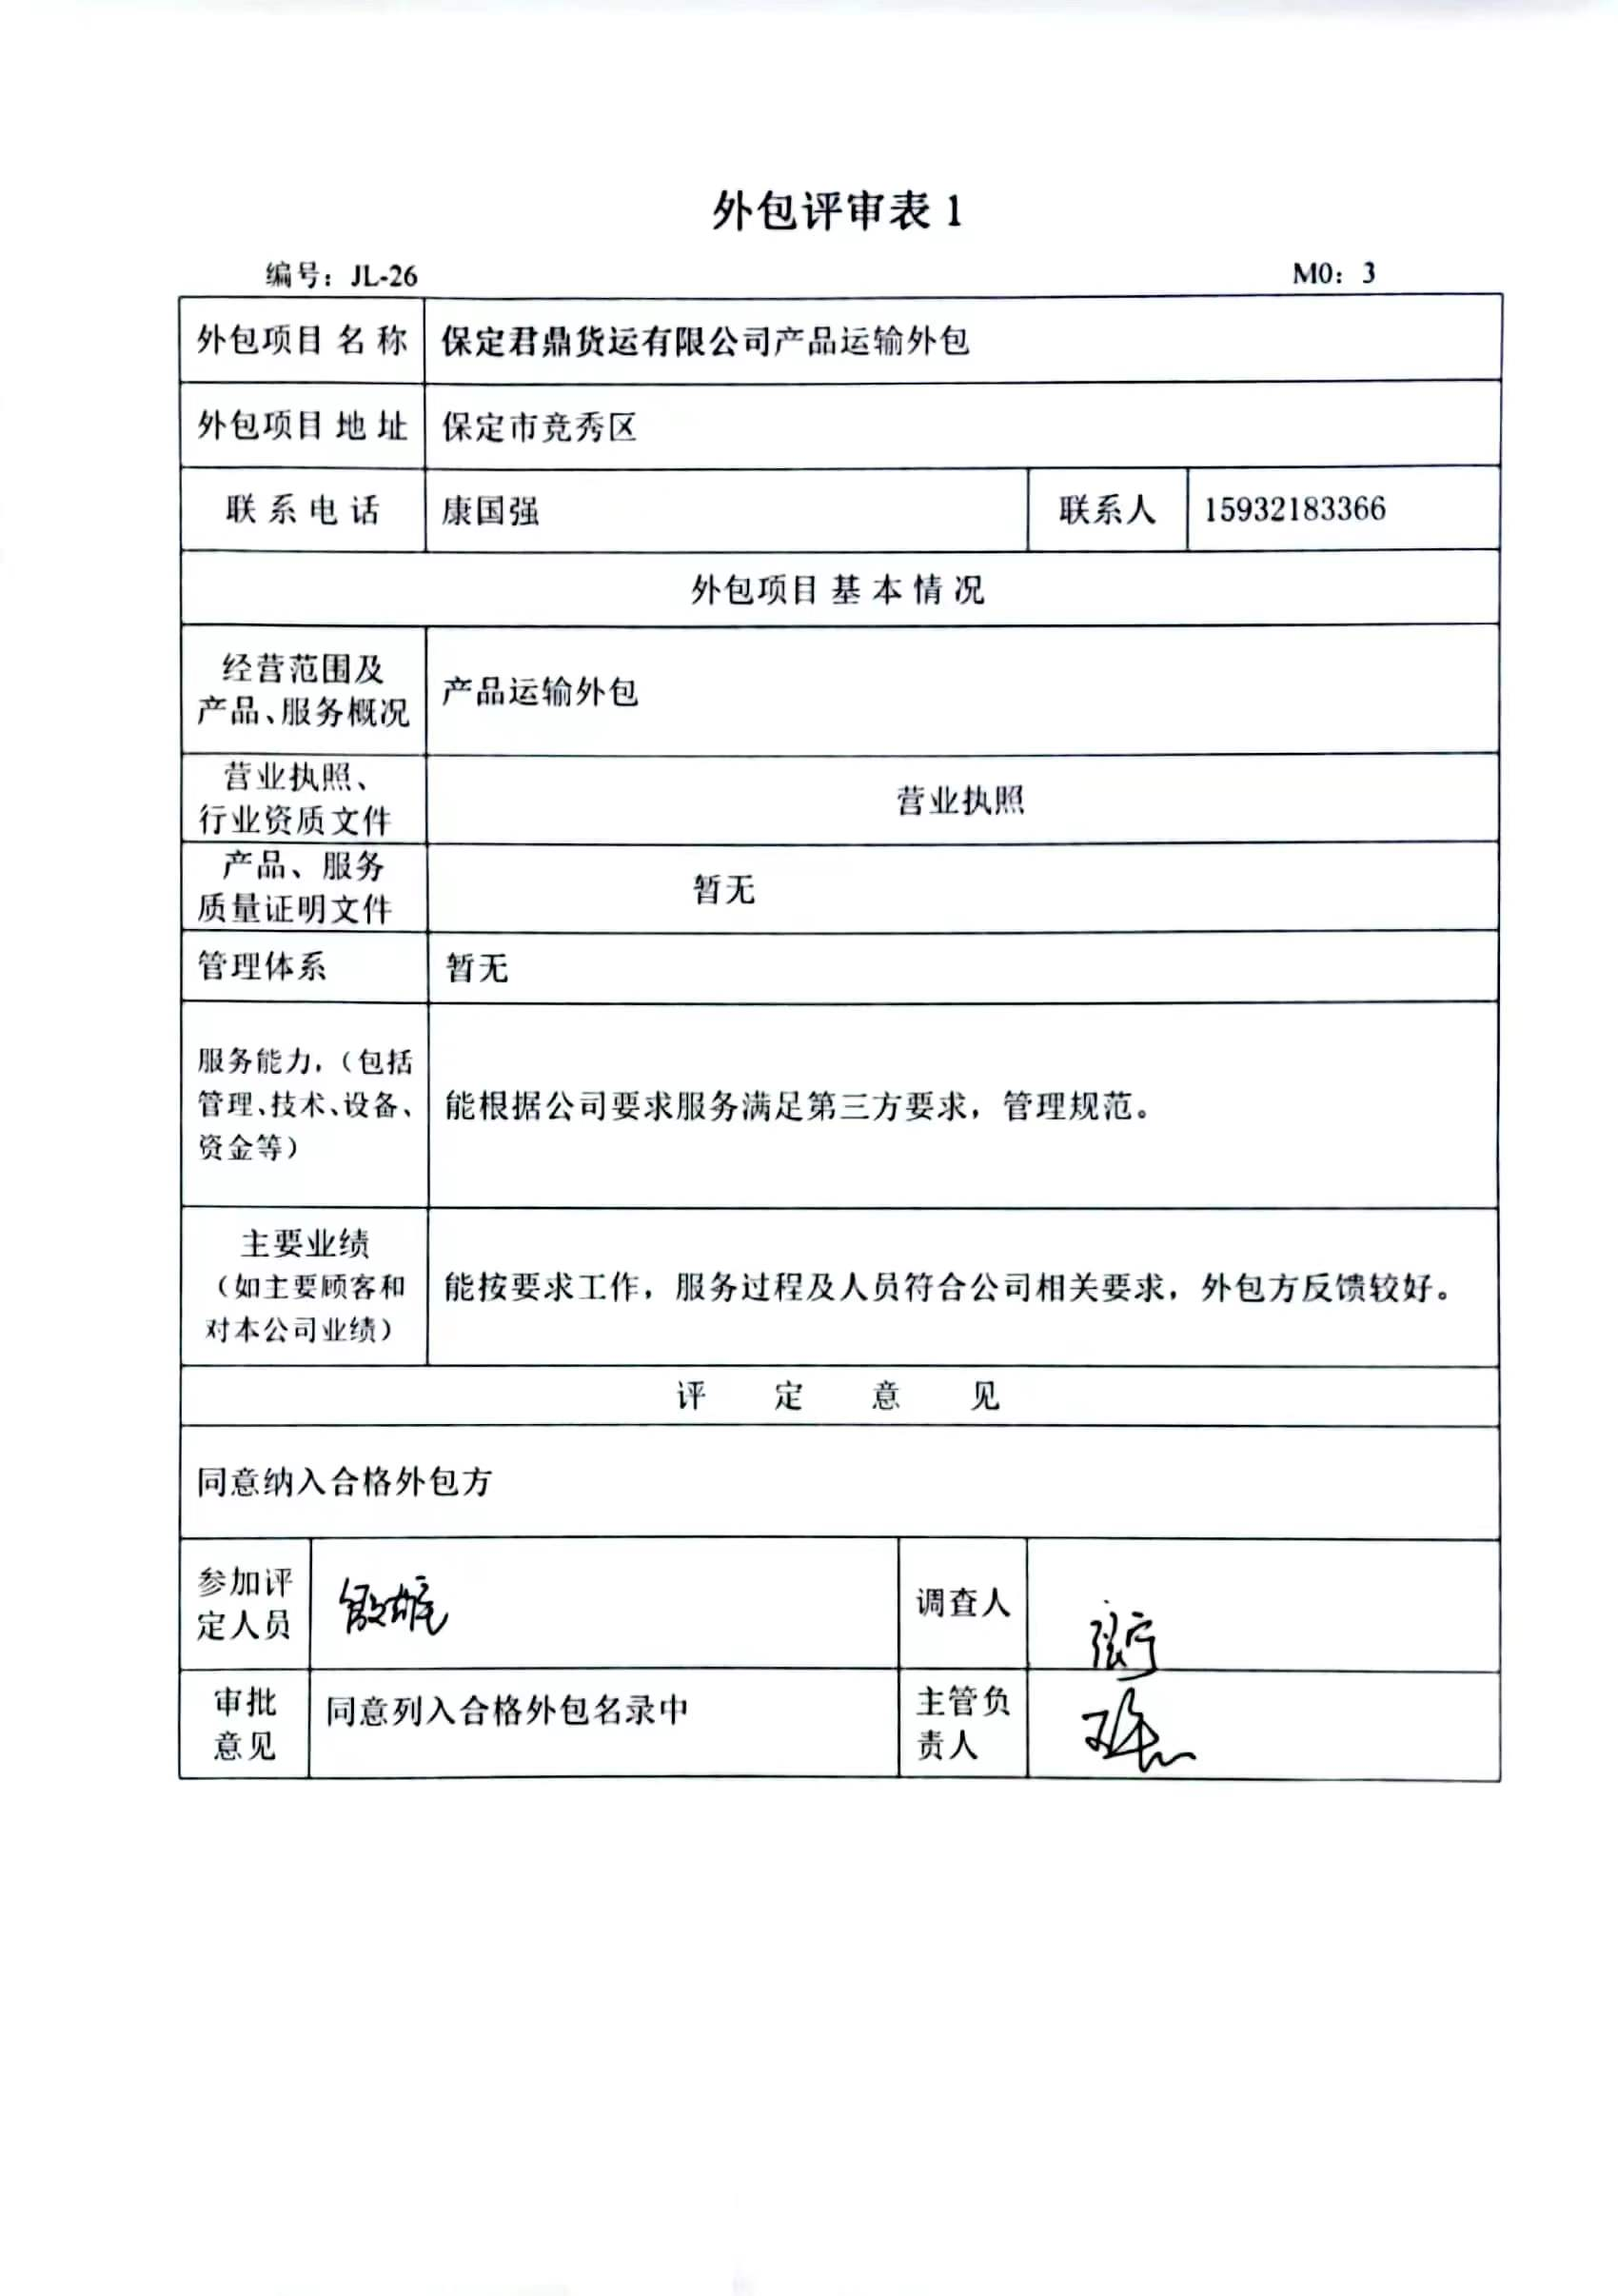 外包评审表 1
编号：JL-26 M0：3
外包项目名称 保定君鼎货运有限公司产品运输外包
外包项目地址 保定市竞秀区
联系电话 康国强 联系人 15932183366
外包项目基本情况
经营范围及
产品、服务概况
产品运输外包
营业执照、
行业资质文件
营业执照
产品、服务
质量证明文件
暂无
管理体系 暂无
服务能力，（包括
管理、技术、设备、
资金等）
能根据公司要求服务满足第三方要求，管理规范。
主要业绩
（如主要顾客和
对本公司业绩）
能按要求工作，服务过程及人员符合公司相关要求，外包方反馈较好。
评定意见
同意纳入合格外包方
参加评
定人员
调查人
审批
意见
同意列入合格外包名录中
主管负
责人